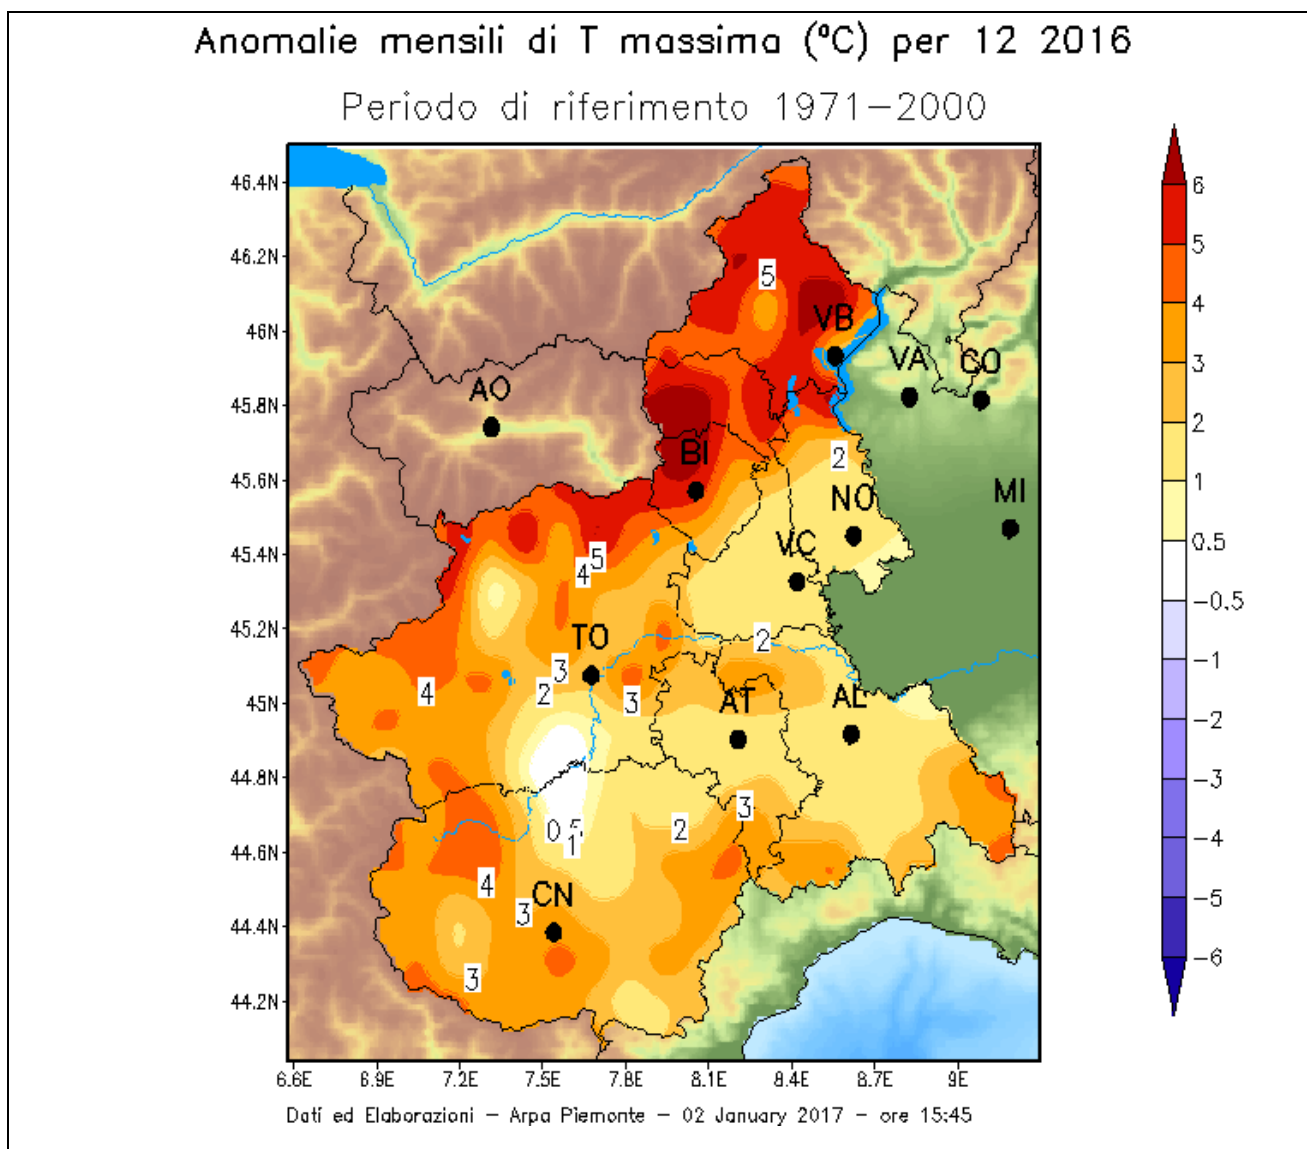 Anomalie mensili di T massima (ºC) per 12 2016
Periodo di riferimento 1971−2000
46.4N
46.2N
46N
45.8N
45.6N
45.4N
45.2N
45N
44.8N
44.6N
44.4N
44.2N
6.6E 6.9E 7.2E 7.5E 7.8E 8.1E 8.4E 8.7E 9E
5
VB
VA CO
AO
BI
2
NO
MI
VC
5
4
TO
2
3
4
2
3
AT
AL
3
0.5
2
1
4
CN
3
3
6
5
4
3
2
1
0.5
−0.5
−1
−2
−3
−4
−5
−6
Dati ed Elaborazioni − Arpa Piemonte − 02 January 2017 − ore 15:45